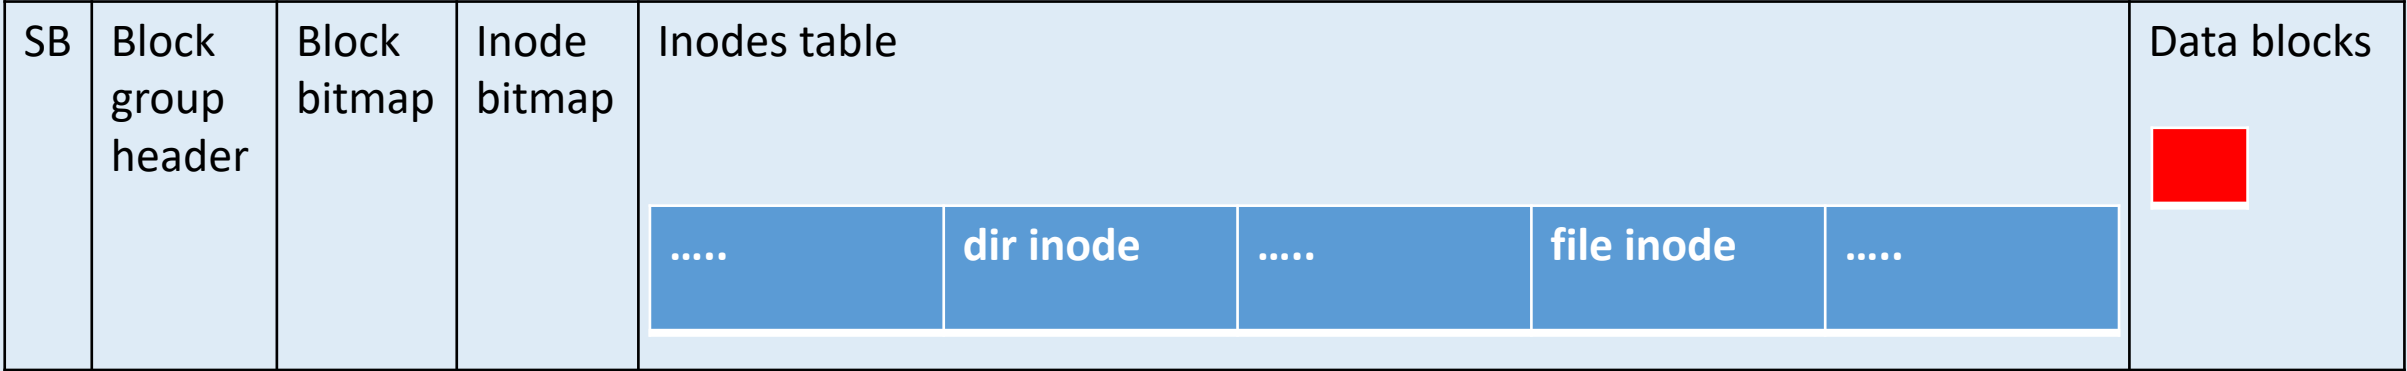 SB
Block
group
header
Block
bitmap
Inode
bitmap
Inodes table
.....
dir inode
.....
file inode
.....
Data blocks